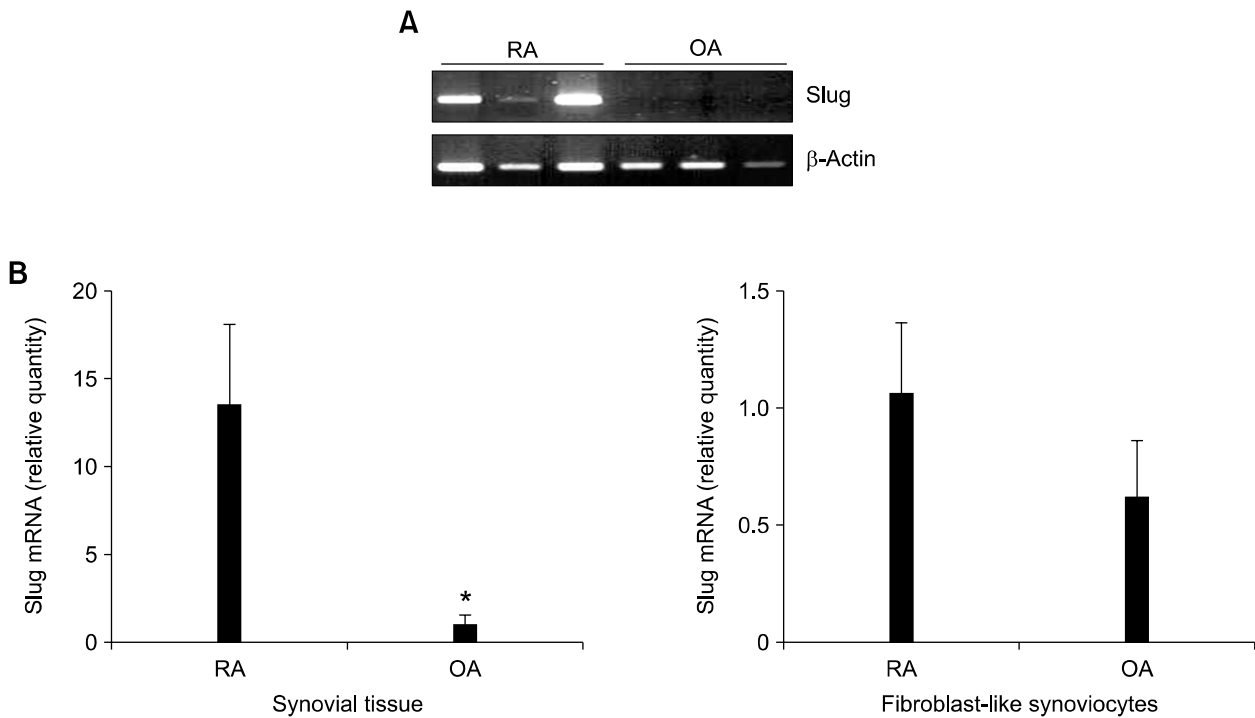 A
RA
OA
Slug
β-Actin
B
Slug mRNA (relative quantity)
20
15
10
5
0
*
RA
OA
Synovial tissue
Slug mRNA (relative quantity)
1.5
1.0
0.5
0
RA
OA
Fibroblast-like synoviocytes